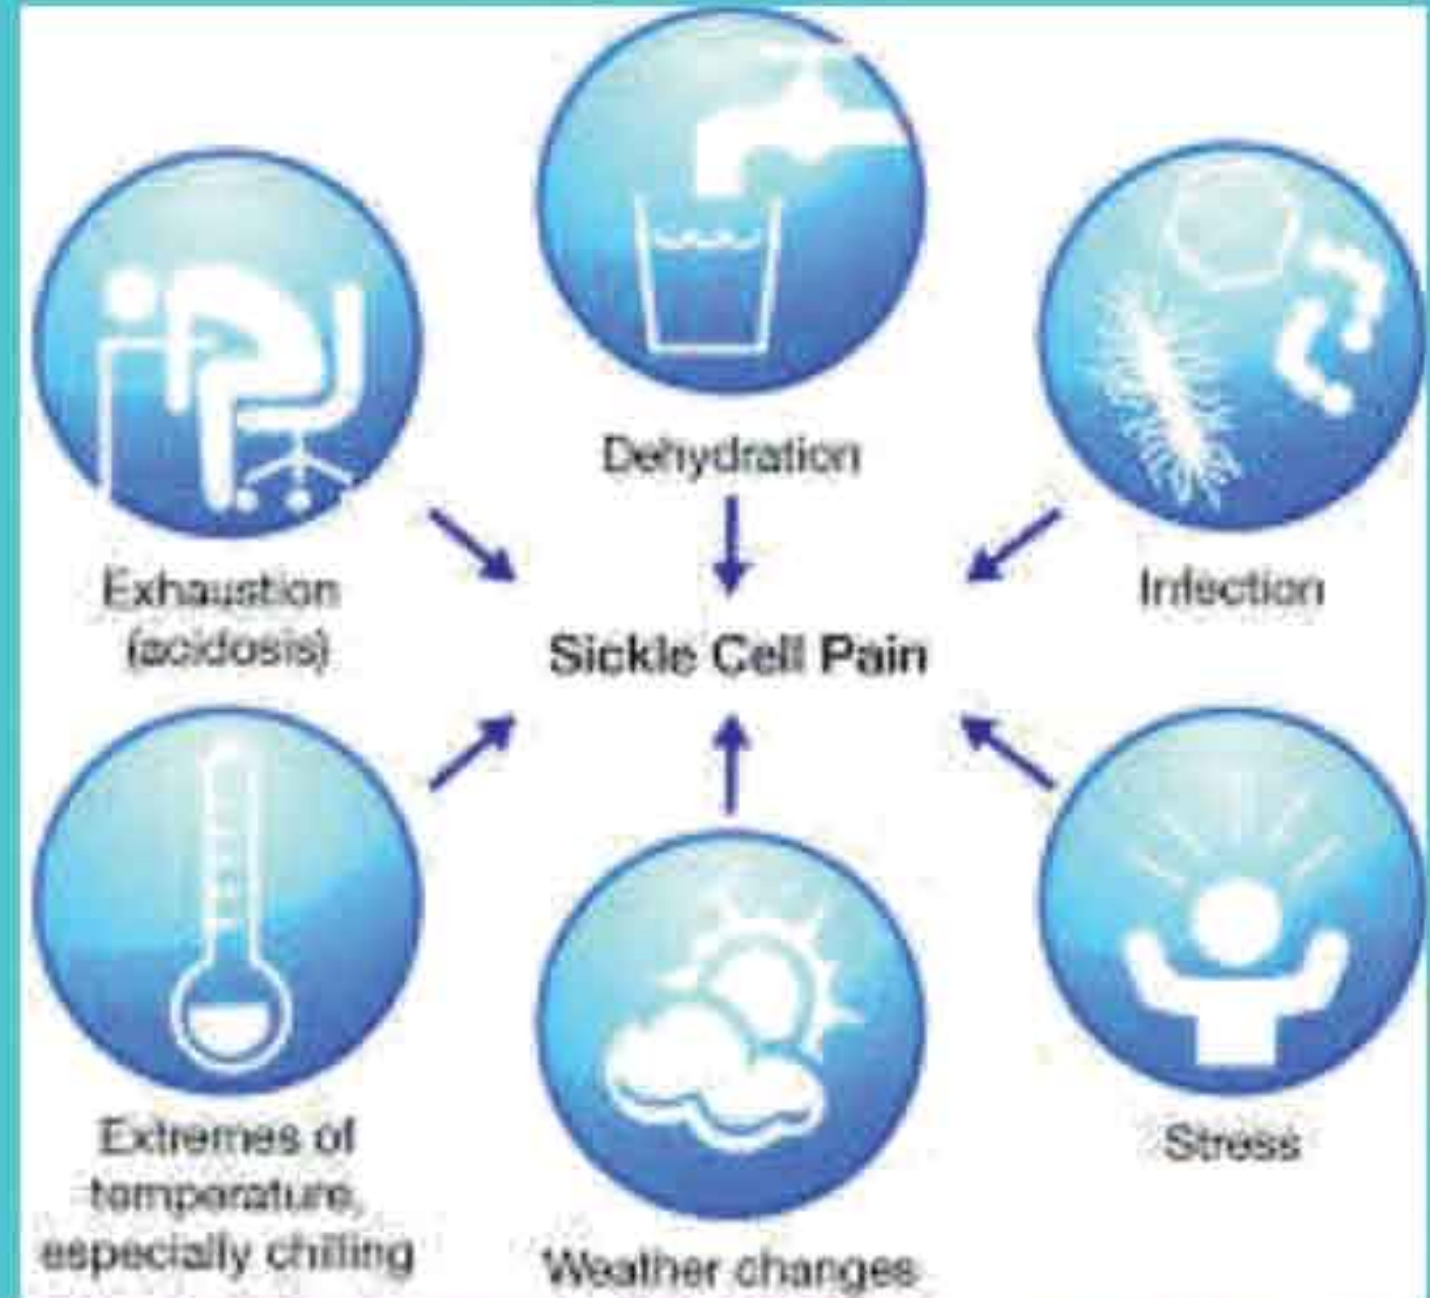 Dehydration
Exhaustion
(acidosis)
Infection
Sickle Cell Pain
Extremes of
temperature,
especially chilling
Weather changes
Stress